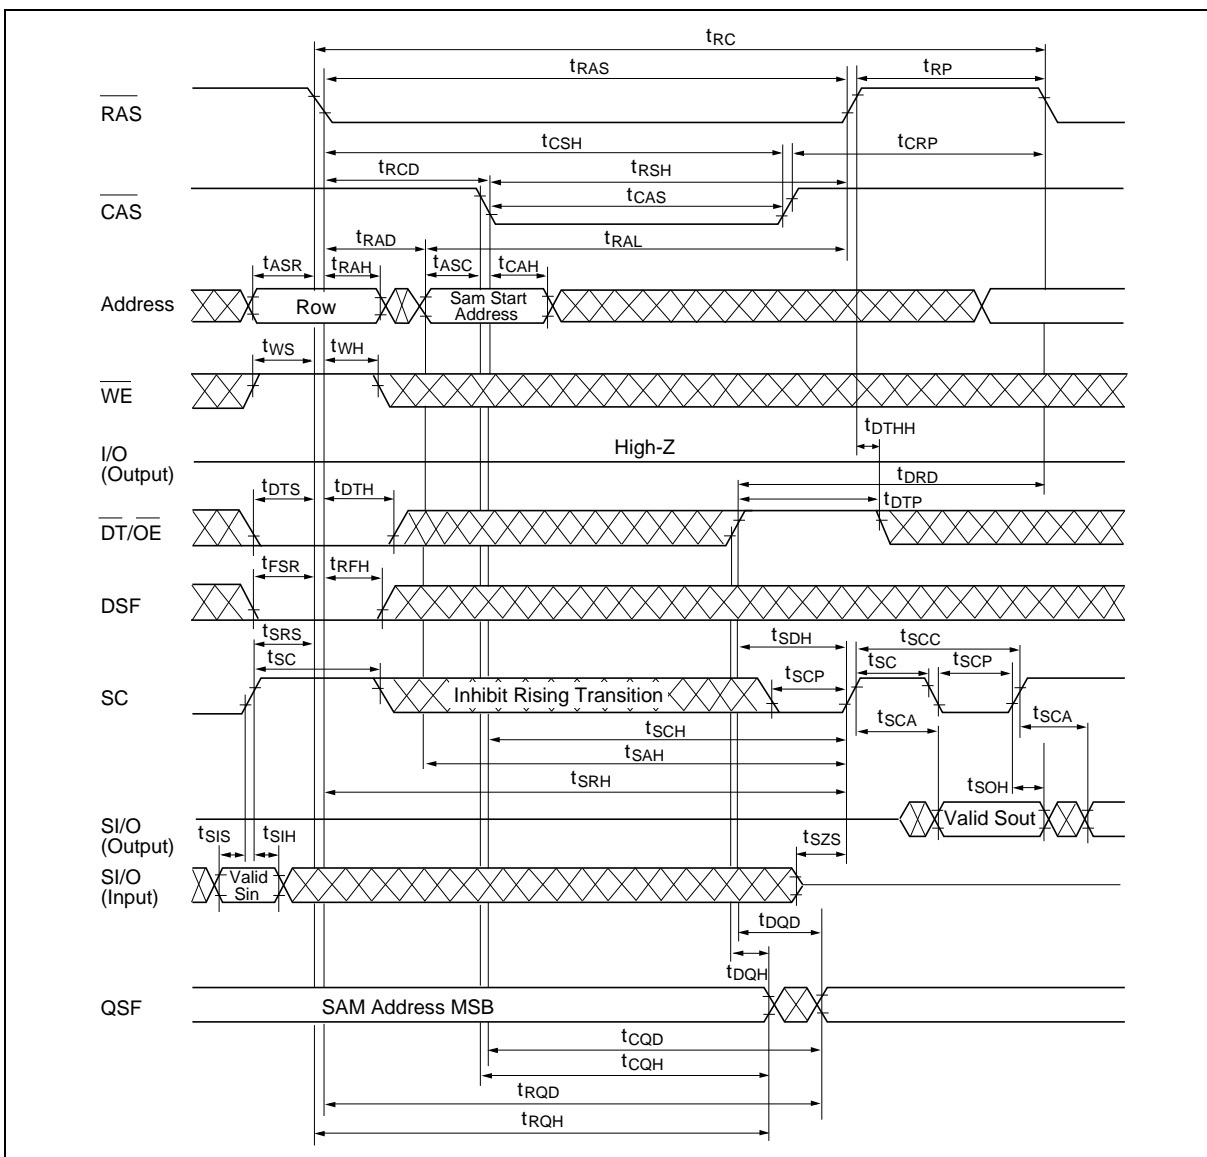 tRC
tRAS tRP
RAS
tCSH tCRP
tRCD tRSH
CAS tCAS
tRAD tRAL
tASR tRAH tASC tCAH
Address Row Sam Start Address
tWS tWH
WE
tDTHH
I/O (Output) High-Z
tDRD
tDTS tDTH tDTP
DT/OE
tFSR tRFH
DSF
tSRS tSDH tSCC
tSC tSCP tSC tSCP
SC Inhibit Rising Transition
tSCH tSCA tSCA
tSAH
tSRH tSOH
SI/O (Output) Valid Sout
tSIS tSIH tSZS
SI/O (Input) Valid Sin
tDQD
tDQH
QSF SAM Address MSB
tCQD
tCQH
tRQD
tRQH